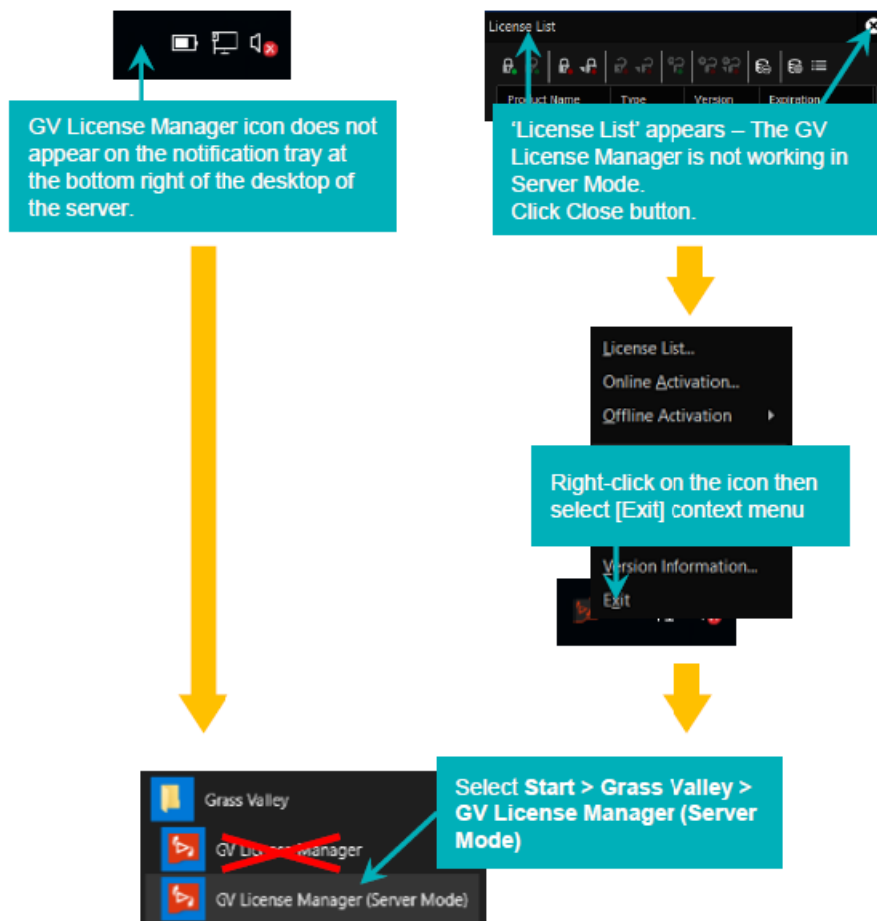 GV License Manager icon does not
appear on the notification tray at
the bottom right of the desktop of
the server.
License List
Product Name Type Version Expiration
‘License List’ appears – The GV
License Manager is not working in
Server Mode.
Click Close button.
License List...
Online Activation...
Offline Activation
Right-click on the icon then
select [Exit] context menu
Version Information...
Exit
Grass Valley
GV License Manager
GV License Manager (Server Mode)
Select Start > Grass Valley >
GV License Manager (Server
Mode)